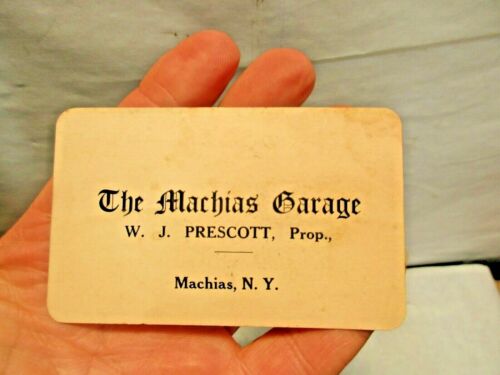 The Machias Garage
W. J. PRESCOTT, Prop.,
Machias, N. Y.